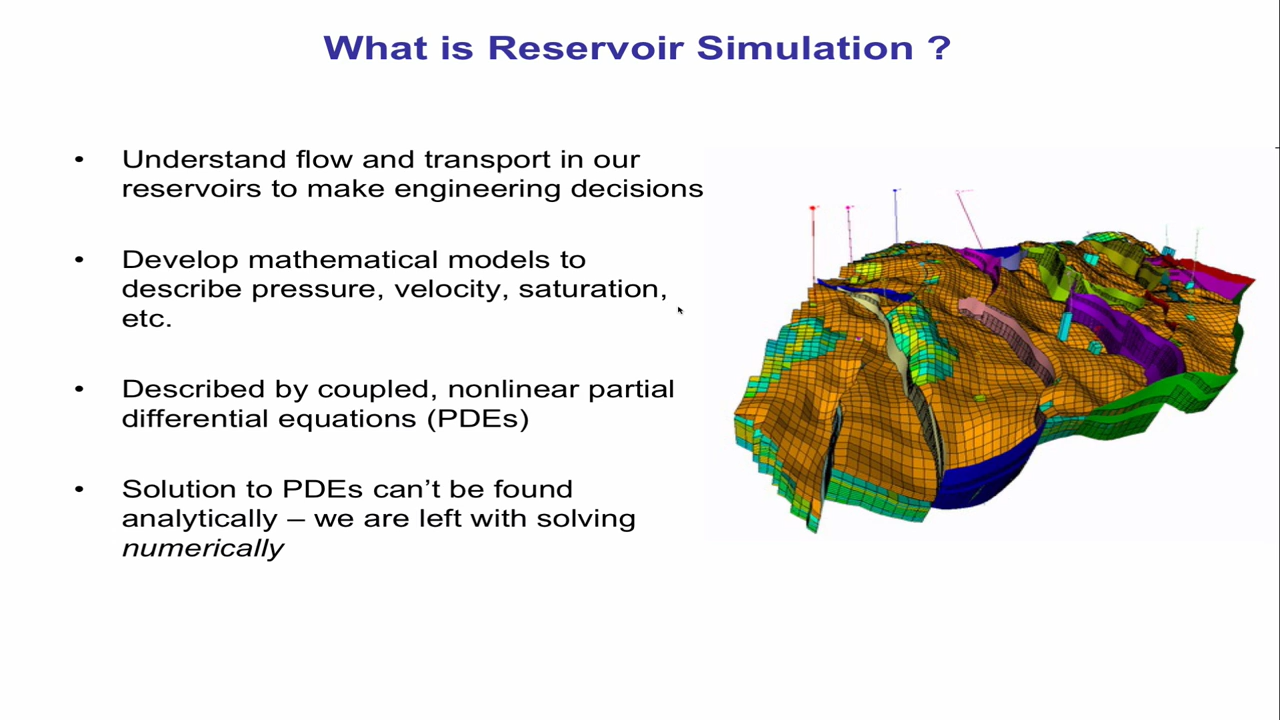 What is Reservoir Simulation ?
• Understand flow and transport in our
reservoirs to make engineering decisions
• Develop mathematical models to
describe pressure, velocity, saturation,
etc.
• Described by coupled, nonlinear partial
differential equations (PDEs)
• Solution to PDEs can’t be found
analytically – we are left with solving
numerically